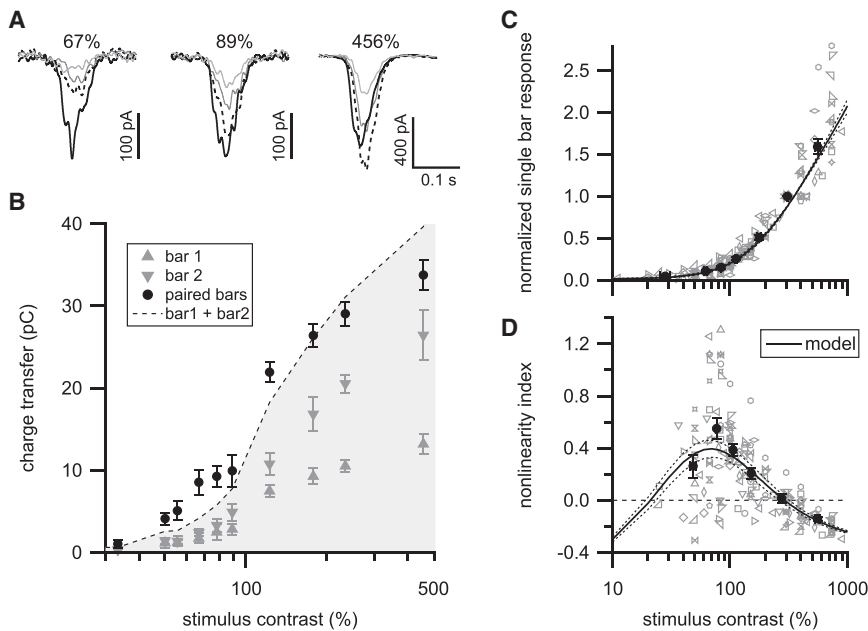 A
67%
89%
456%
100 pA
100 pA
400 pA
0.1 s
B
40
30
20
10
0
charge transfer (pC)
bar 1
bar 2
paired bars
bar1 + bar2
100
500
stimulus contrast (%)
C
2.5
2.0
1.5
1.0
0.5
0.0
normalized single bar response
D
model
1.2
0.8
0.4
0.0
-0.4
nonlinearity index
10
100
1000
stimulus contrast (%)